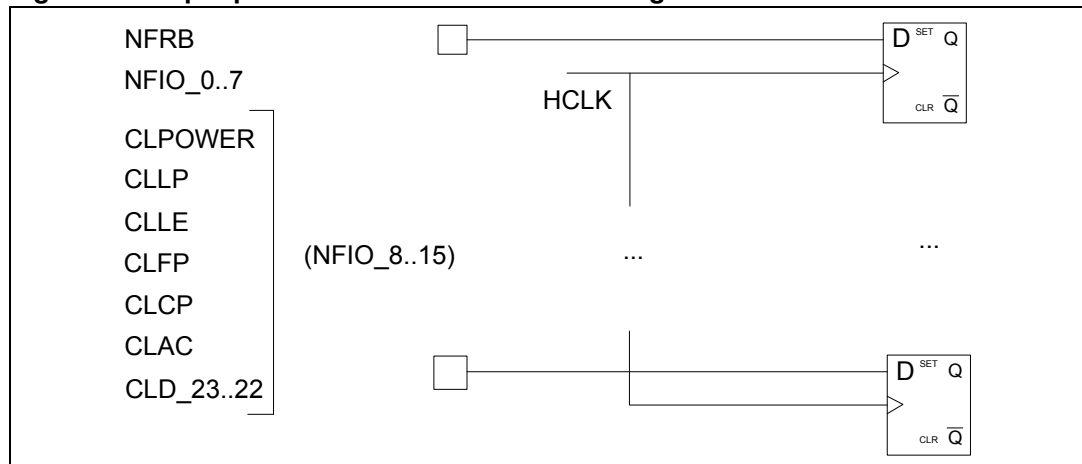 NFRB
NFIO_0..7
CLPOWER
CLLP
CLLE
CLFP
CLCP
CLAC
CLD_23..22
(NFIO_8..15)
HCLK
...
...
D SET Q
CLR Q
D SET Q
CLR Q